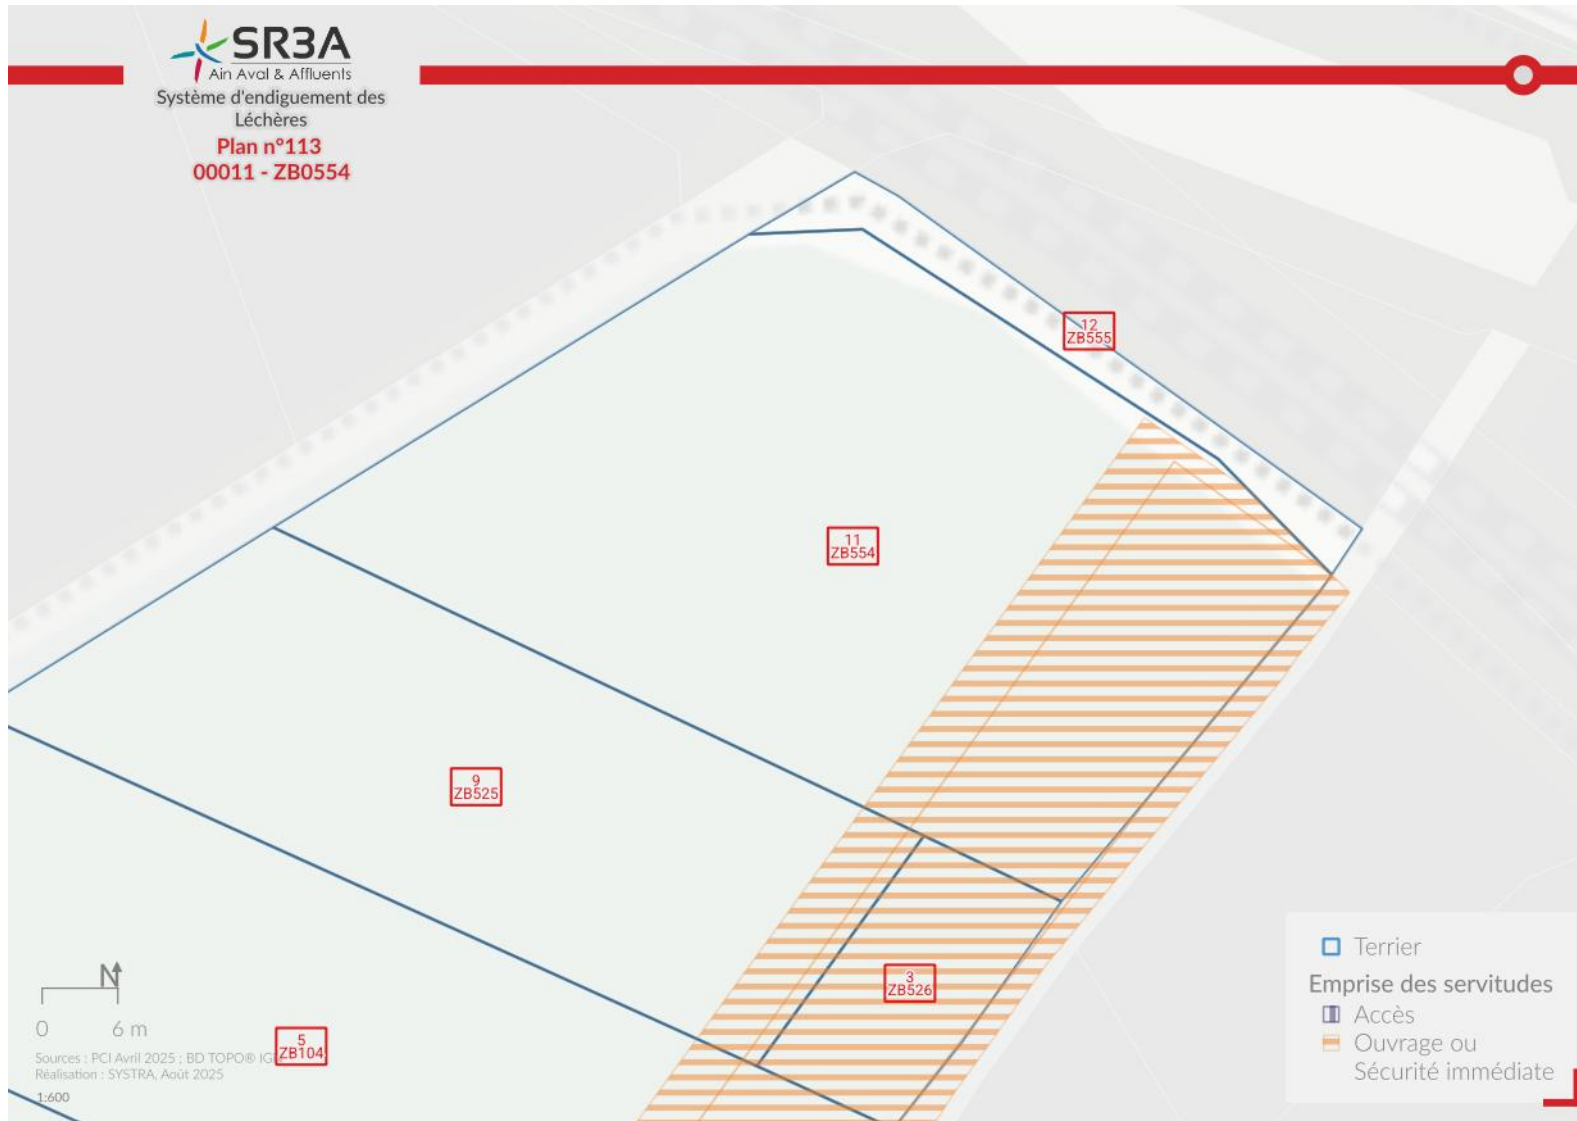 SR3A
Ain Aval & Affluents
Système d'endiguement des
Léchères
Plan n°113
00011 - ZB0554
12
ZB555
11
ZB554
9
ZB525
3
ZB526
5
ZB104
N
0 6 m
Sources : PCI Avril 2025 ; BD TOPO®
Réalisation : SYSTRA, Août 2025
1:600
Terrier
Emprise des servitudes
Accès
Ouvrage ou
Sécurité immédiate